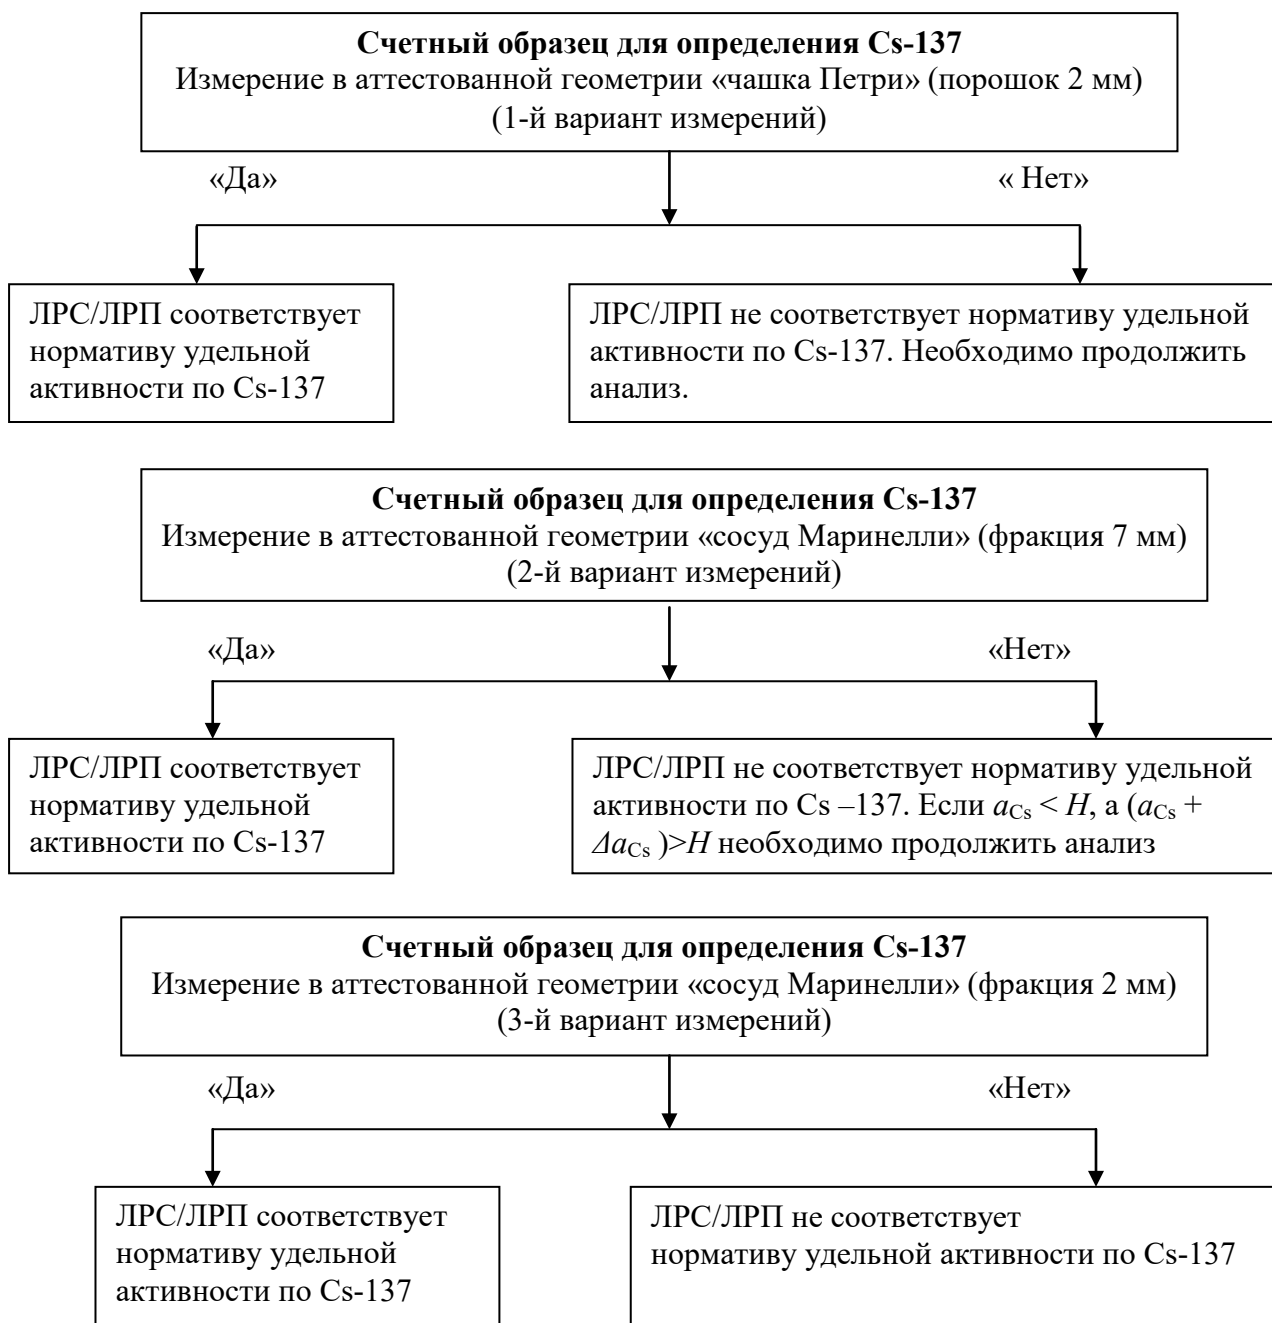 Счетный образец для определения Cs-137
Измерение в аттестованной геометрии «чашка Петри» (порошок 2 мм)
(1-й вариант измерений)
«Да»
« Нет»
ЛРС/ЛРП соответствует
нормативу удельной
активности по Cs-137
ЛРС/ЛРП не соответствует нормативу удельной
активности по Cs-137. Необходимо продолжить
анализ.
Счетный образец для определения Cs-137
Измерение в аттестованной геометрии «сосуд Маринелли» (фракция 7 мм)
(2-й вариант измерений)
«Да»
«Нет»
ЛРС/ЛРП соответствует
нормативу удельной
активности по Cs-137
ЛРС/ЛРП не соответствует нормативу удельной
активности по Cs –137. Если aCs < H, а (aCs +
ΔaCs )>H необходимо продолжить анализ
Счетный образец для определения Cs-137
Измерение в аттестованной геометрии «сосуд Маринелли» (фракция 2 мм)
(3-й вариант измерений)
«Да»
«Нет»
ЛРС/ЛРП соответствует
нормативу удельной
активности по Cs-137
ЛРС/ЛРП не соответствует
нормативу удельной активности по Cs-137